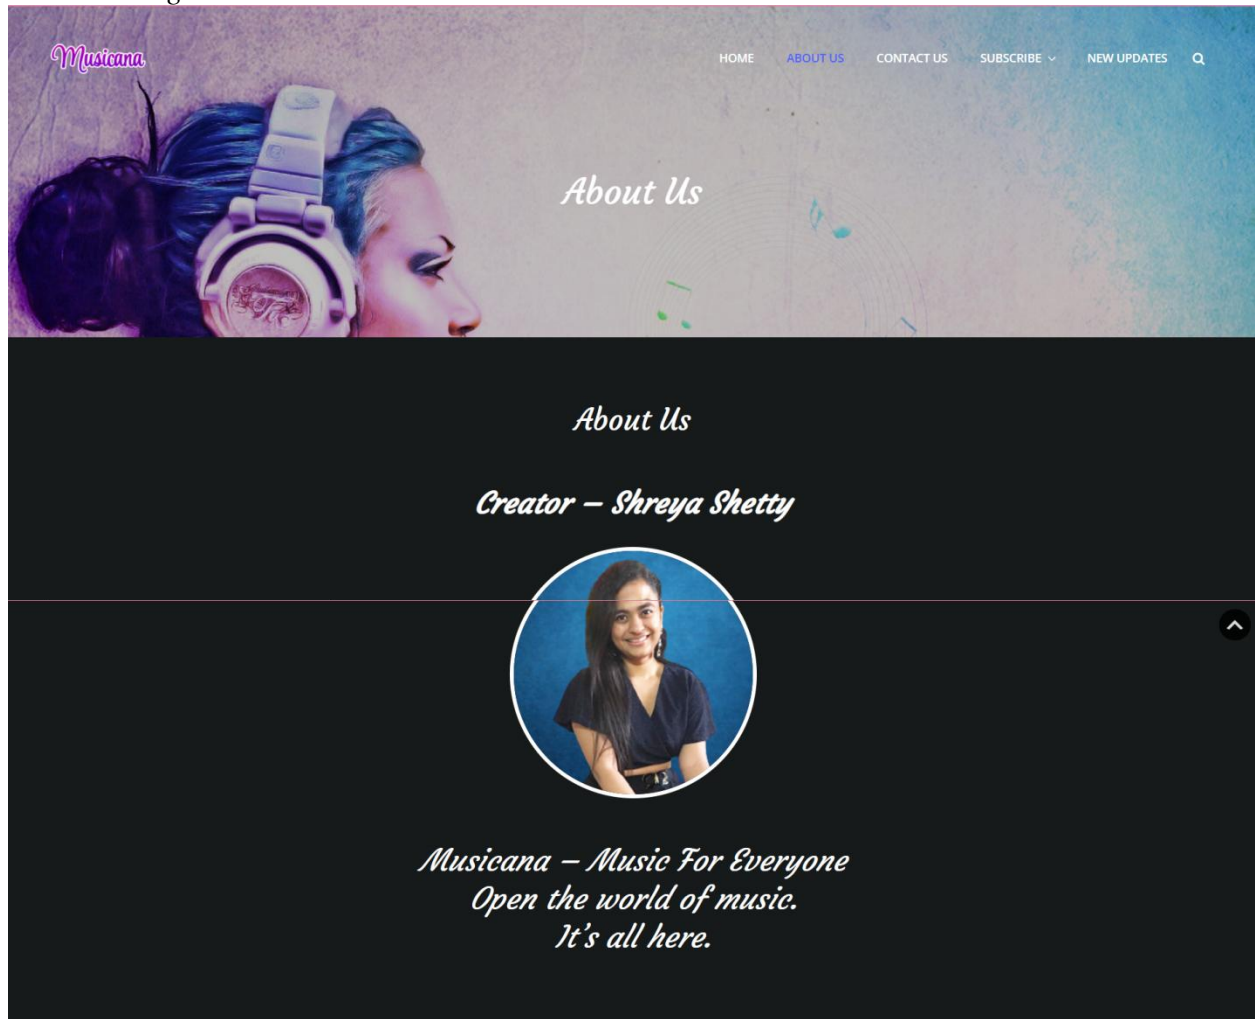 Musicana
HOME ABOUT US CONTACT US SUBSCRIBE NEW UPDATES
About Us
About Us
Creator – Shreya Shetty
Musicana – Music For Everyone
Open the world of music.
It's all here.